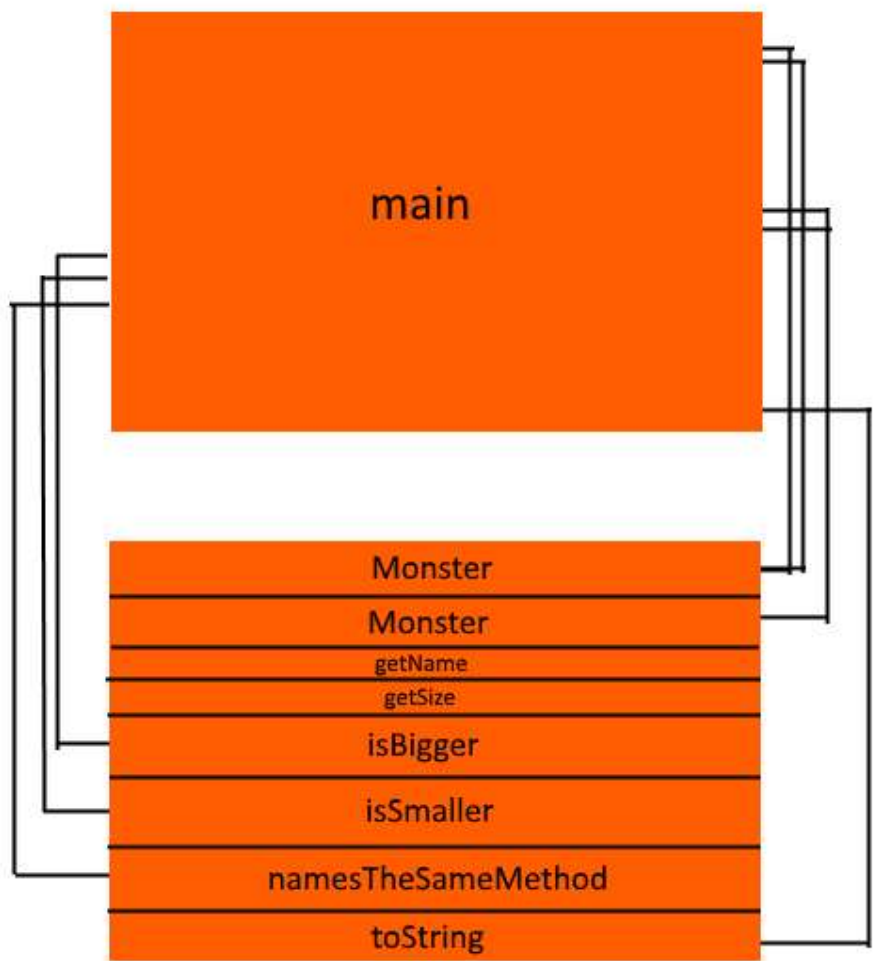 main
Monster
Monster
getName
getSize
isBigger
isSmaller
namesTheSameMethod
toString